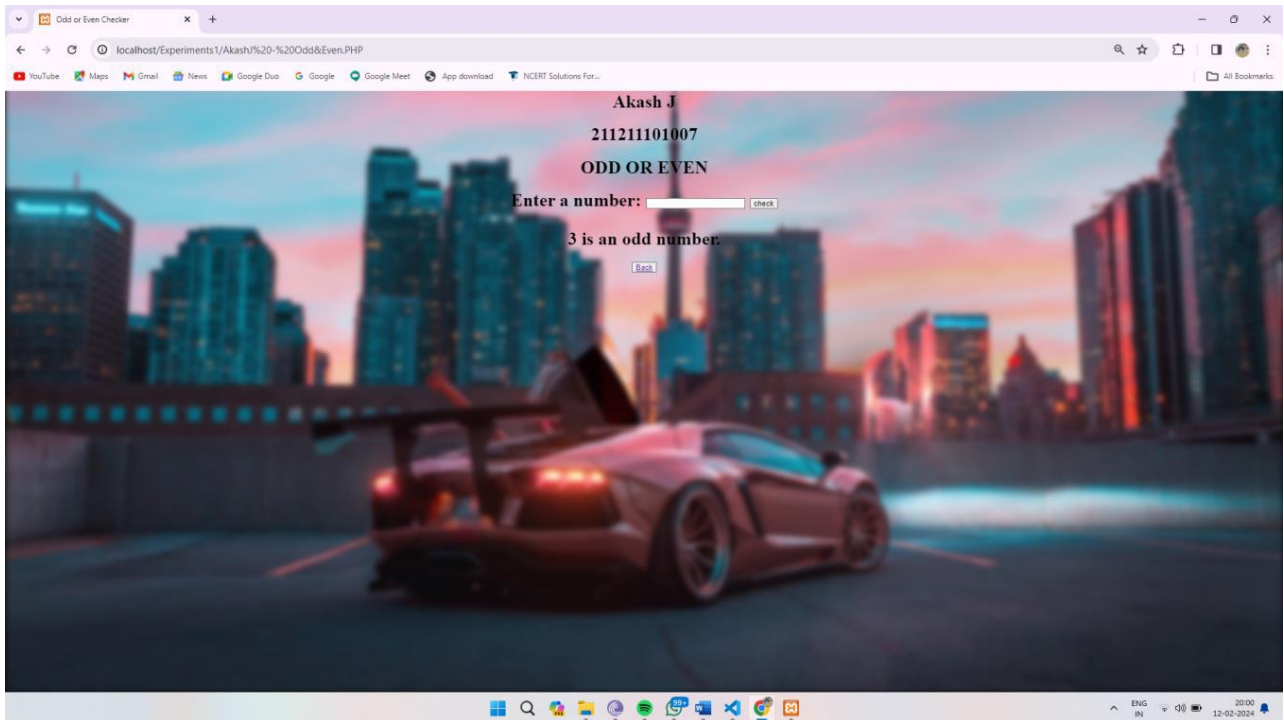 Odd or Even Checker
localhost/Experiments1/AkashJ%20-%20Odd&Even.PHP
YouTube Maps Gmail News Google Duo Google Google Meet App download NCERT Solutions For... All Bookmarks
Akash J
211211101007
ODD OR EVEN
Enter a number: check
3 is an odd number.
Back
99+
ENG
IN
20:00
12-02-2024